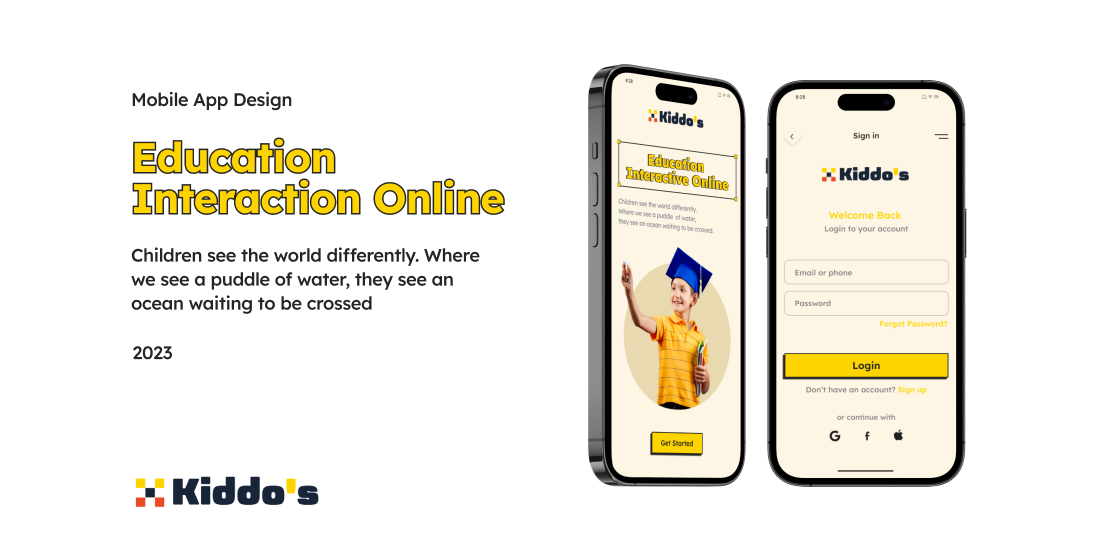 Mobile App Design
Education
Interaction Online
Children see the world differently. Where
we see a puddle of water, they see an
ocean waiting to be crossed
2023
Kiddo's
8:28
Kiddo's
Education
Interactive Online
Children see the world differently.
Where we see a puddle of water,
they see an ocean waiting to be crossed.
Get Started
8:28
Sign in
Kiddo's
Welcome Back
Login to your account
Email or phone
Password
Forgot Password?
Login
Don't have an account? Sign up
or continue with
G f